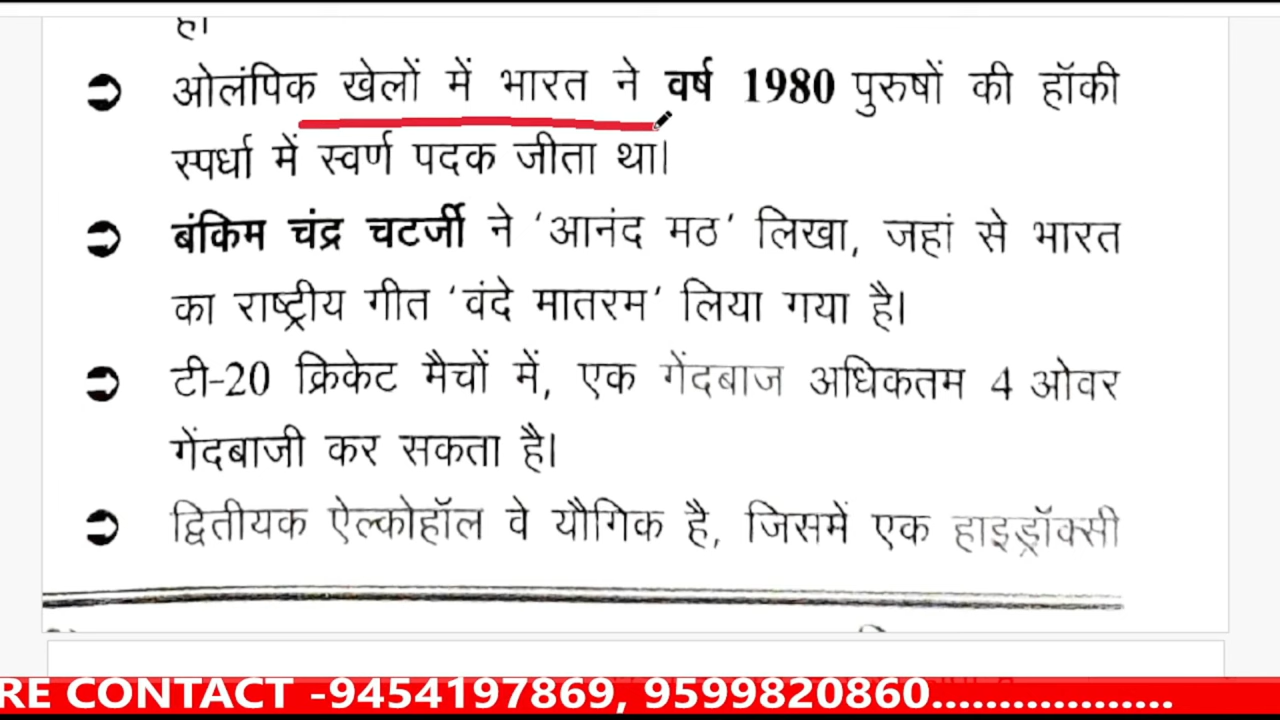 है।
➲ ओलंपिक खेलों में भारत ने वर्ष 1980 पुरुषों की हॉकी
स्पर्धा में स्वर्ण पदक जीता था।
➲ बंकिम चंद्र चटर्जी ने ‘आनंद मठ’ लिखा, जहां से भारत
का राष्ट्रीय गीत ‘वंदे मातरम’ लिया गया है।
➲ टी-20 क्रिकेट मैचों में, एक गेंदबाज अधिकतम 4 ओवर
गेंदबाजी कर सकता है।
➲ द्वितीयक ऐल्कोहॉल वे यौगिक है, जिसमें एक हाइड्रॉक्सी
RE CONTACT -9454197869, 9599820860..................